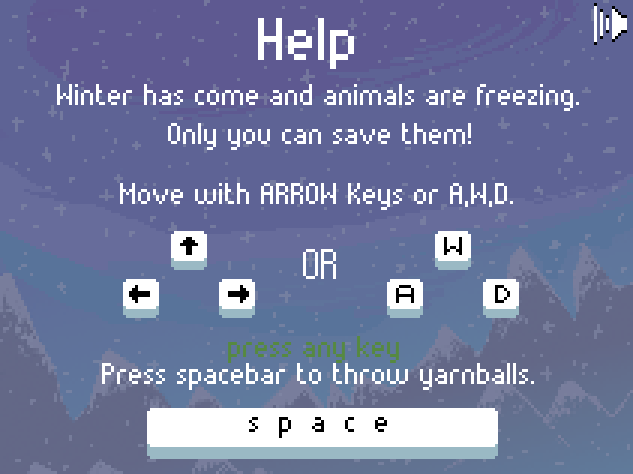 Help
Winter has come and animals are freezing.
Only you can save them!
Move with ARROW Keys or A,W,D.
W
OR
A D
press any key
Press spacebar to throw yarnballs.
space